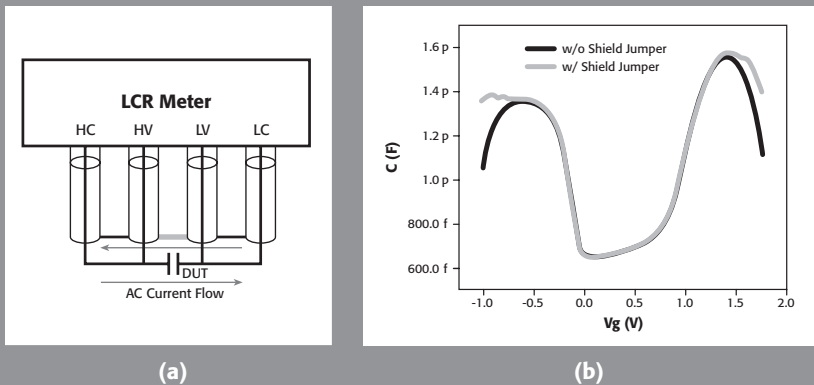 LCR Meter
HC HV LV LC
DUT
AC Current Flow
(a)
w/o Shield Jumper
w/ Shield Jumper
C (F)
1.6 p
1.4 p
1.2 p
1.0 p
800.0 f
600.0 f
-1.0 -0.5 0.0 0.5 1.0 1.5 2.0
Vg (V)
(b)